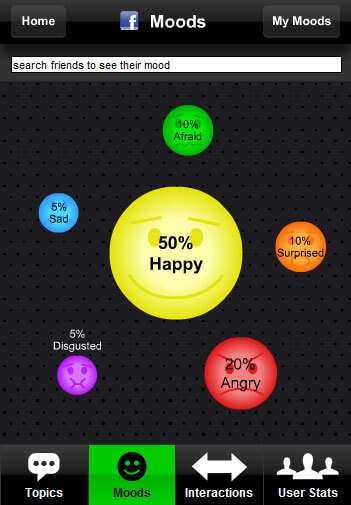 Home
f Moods
My Moods
search friends to see their mood
10%
Afraid
5%
Sad
50%
Happy
10%
Surprised
5%
Disgusted
20%
Angry
Topics
Moods
Interactions
User Stats